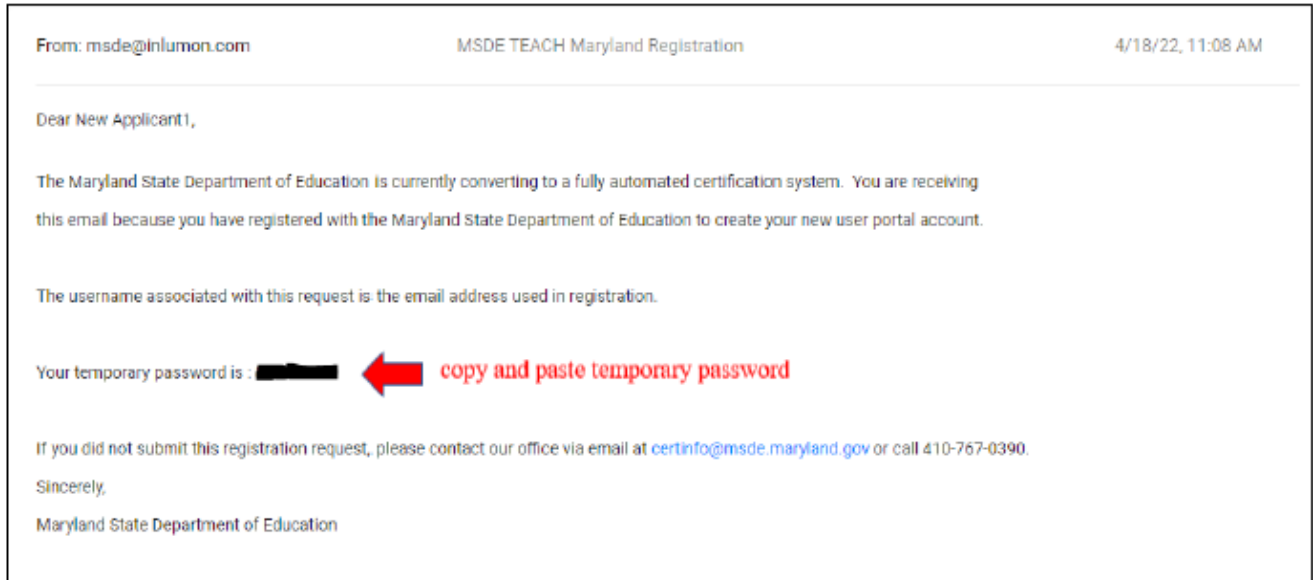 From: msde@inlumon.com MSDE TEACH Maryland Registration 4/18/22, 11:08 AM
Dear New Applicant1,
The Maryland State Department of Education is currently converting to a fully automated certification system. You are receiving
this email because you have registered with the Maryland State Department of Education to create your new user portal account.
The username associated with this request is the email address used in registration.
Your temporary password is : copy and paste temporary password
If you did not submit this registration request, please contact our office via email at certinfo@msde.maryland.gov or call 410-767-0390.
Sincerely,
Maryland State Department of Education